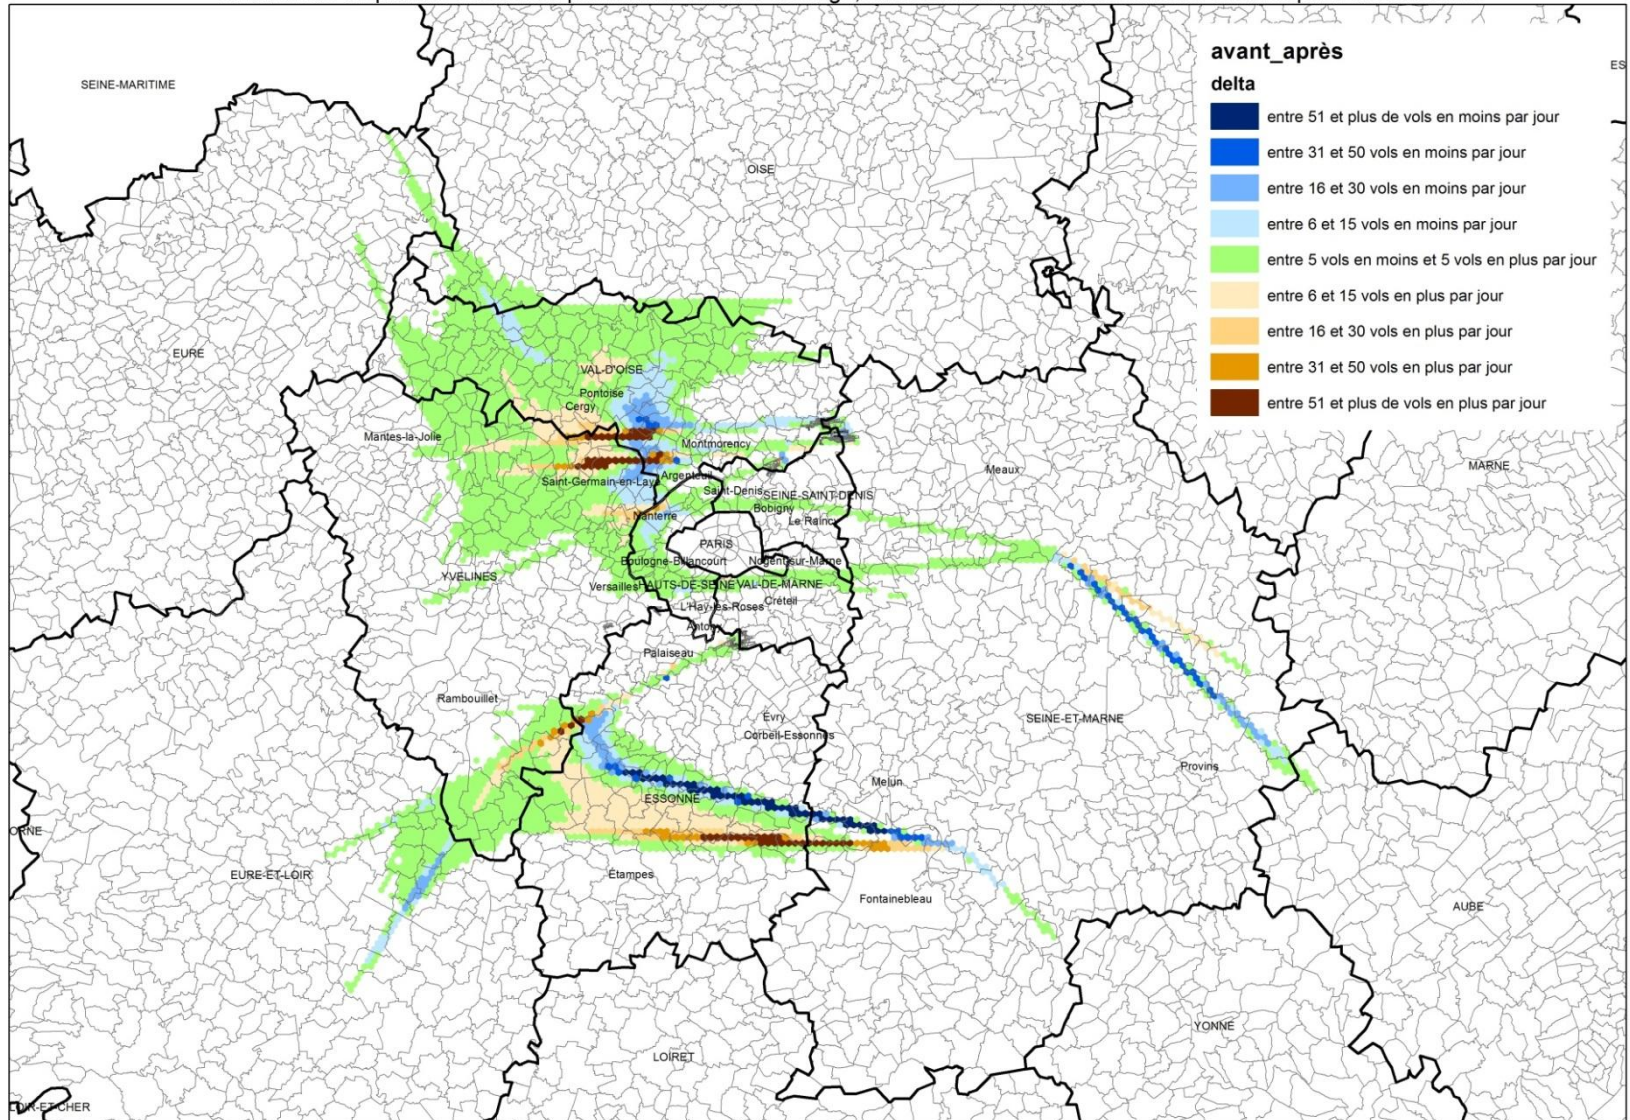 SEINE-MARITIME
OISE
avant_après
delta
entre 51 et plus de vols en moins par jour
entre 31 et 50 vols en moins par jour
entre 16 et 30 vols en moins par jour
entre 6 et 15 vols en moins par jour
entre 5 vols en moins et 5 vols en plus par jour
entre 6 et 15 vols en plus par jour
entre 16 et 30 vols en plus par jour
entre 31 et 50 vols en plus par jour
entre 51 et plus de vols en plus par jour
ES
EURE
VAL-D'OISE
Pontoise
Cergy
Mantes-la-Jolie
Montmorency
Meaux
MARNE
Argenteuil
Saint-Germain-en-Laye
Saint-Denis
SEINE-SAINT-DENIS
Bobigny
Nanterre
Le Raincy
PARIS
Boulogne-Billancourt
Nogent-sur-Marne
YVELINES
Versailles
HAUTS-DE-SEINE
VAL-DE-MARNE
Créteil
L'Haÿ-les-Roses
Antony
Palaiseau
Rambouillet
Évry
Corbeil-Essonnes
SEINE-ET-MARNE
Provins
Melun
ESSONNE
ORNE
EURE-ET-LOIR
Étampes
Fontainebleau
AUBE
YONNE
LOIRET
LOIR-ET-CHER